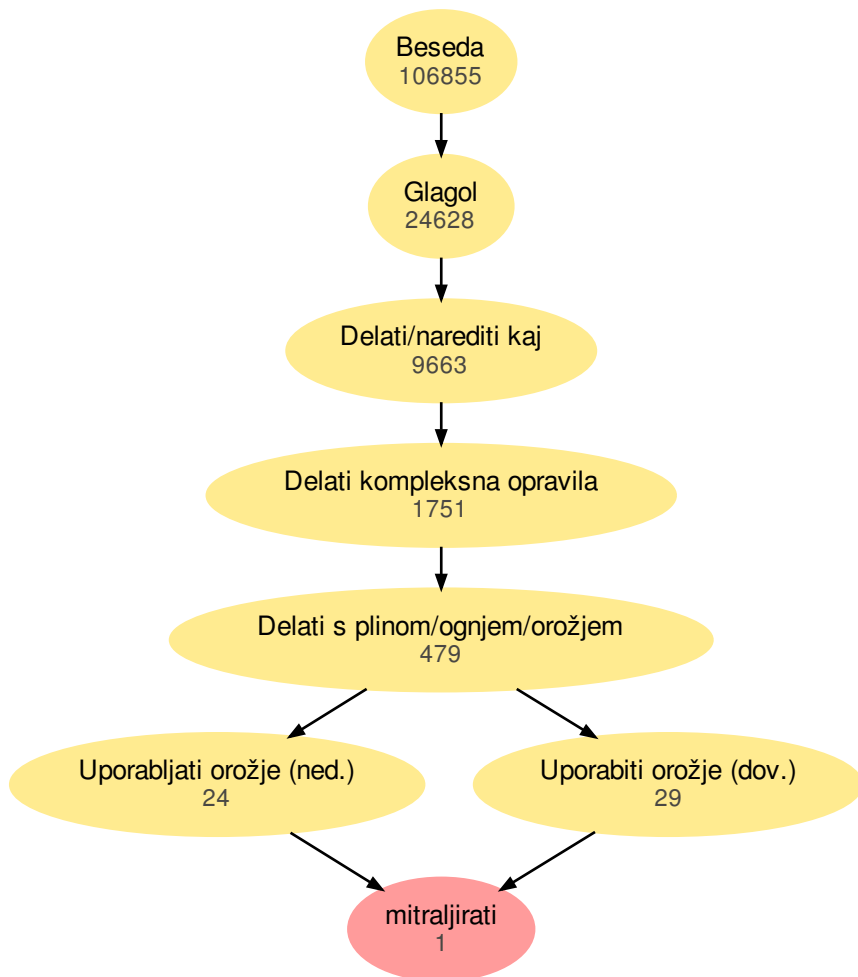 Beseda
106855
Glagol
24628
Delati/narediti kaj
9663
Delati kompleksna opravila
1751
Delati s plinom/ognjem/orožjem
479
Uporabljati orožje (ned.)
24
Uporabiti orožje (dov.)
29
mitraljirati
1